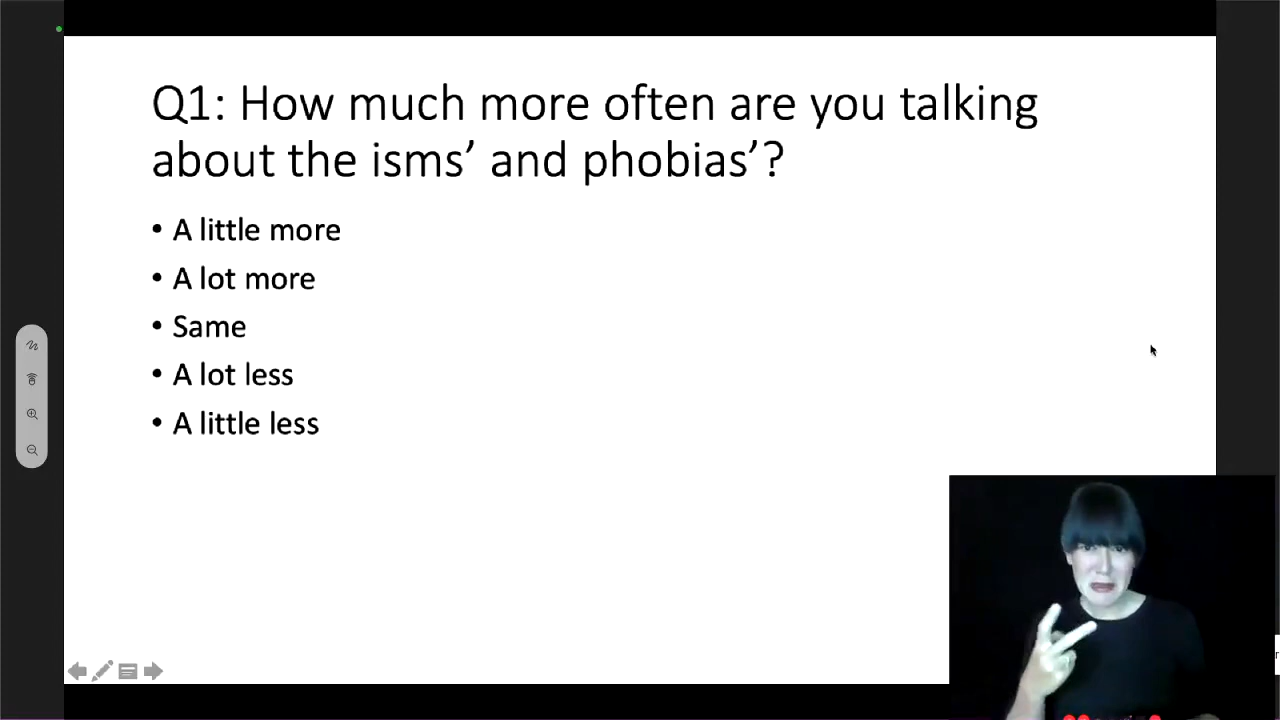 Q1: How much more often are you talking
about the isms’ and phobias’?
• A little more
• A lot more
• Same
• A lot less
• A little less